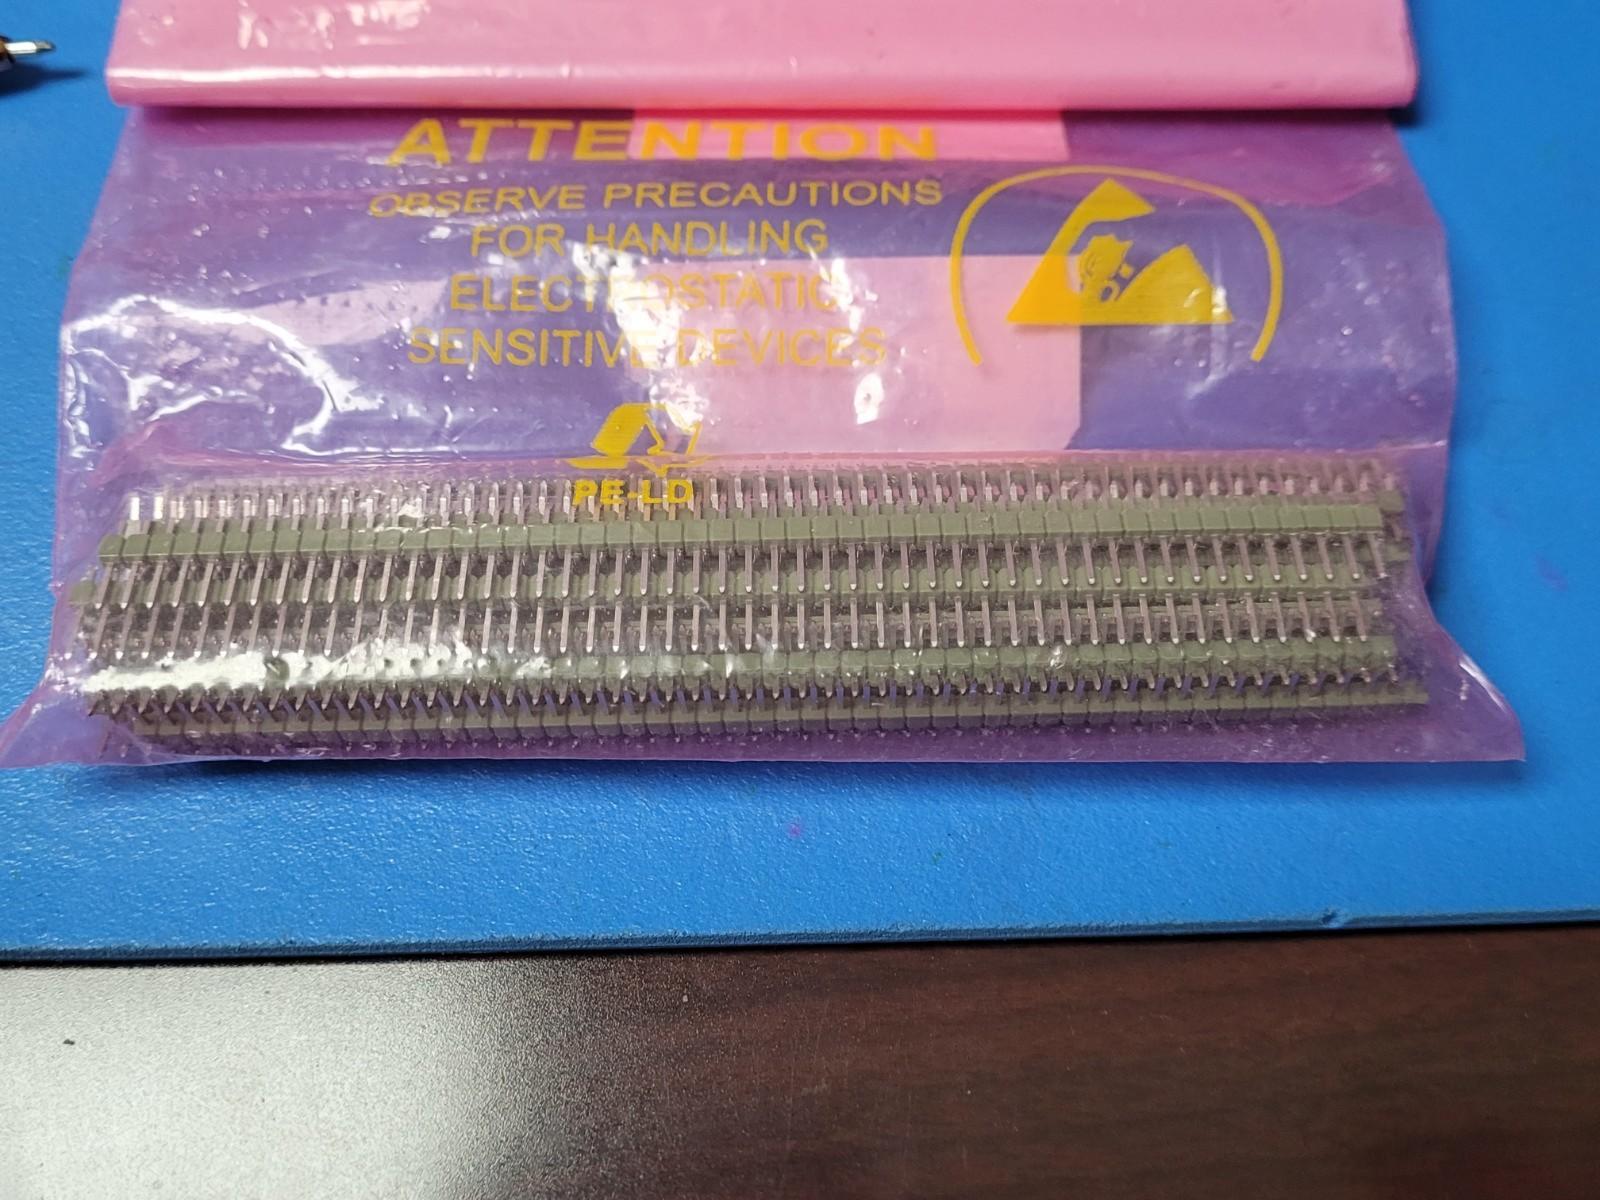 ATTENTION
OBSERVE PRECAUTIONS
FOR HANDLING
ELECTROSTATIC
SENSITIVE DEVICES
PE-LD